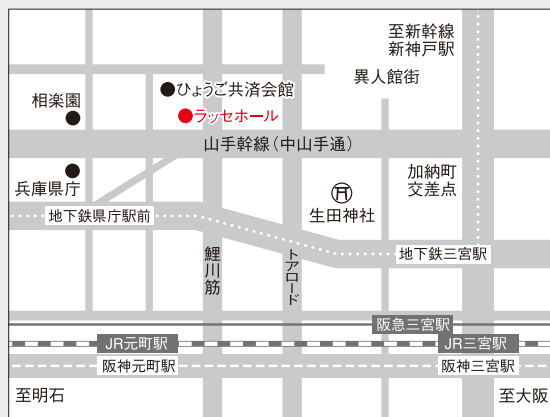 至新幹線
新神戸駅
異人館街
ひょうご共済会館
相楽園
ラッセホール
山手幹線（中山手通）
兵庫県庁
加納町
交差点
生田神社
地下鉄県庁駅前
地下鉄三宮駅
鯉川筋
トアロード
阪急三宮駅
JR元町駅
JR三宮駅
阪神元町駅
阪神三宮駅
至明石
至大阪